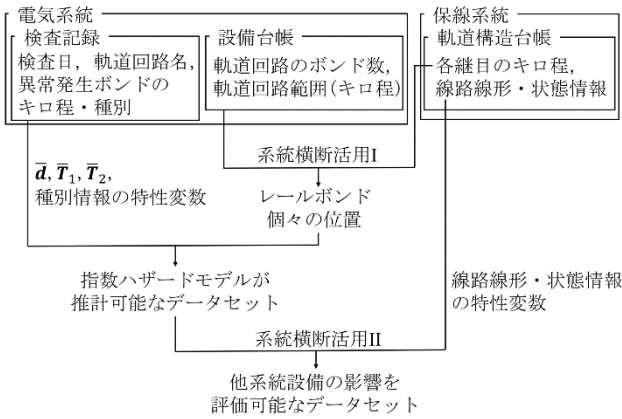 電気系統
検査記録
検査日，軌道回路名，
異常発生ボンドの
キロ程・種別
設備台帳
軌道回路のボンド数，
軌道回路範囲(キロ程)
保線系統
軌道構造台帳
各継目のキロ程，
線路線形・状態情報
系統横断活用Ⅰ
d̅, T̅₁, T̅₂,
種別情報の特性変数
レールボンド
個々の位置
指数ハザードモデルが
推計可能なデータセット
線路線形・状態情報
の特性変数
系統横断活用Ⅱ
他系統設備の影響を
評価可能なデータセット